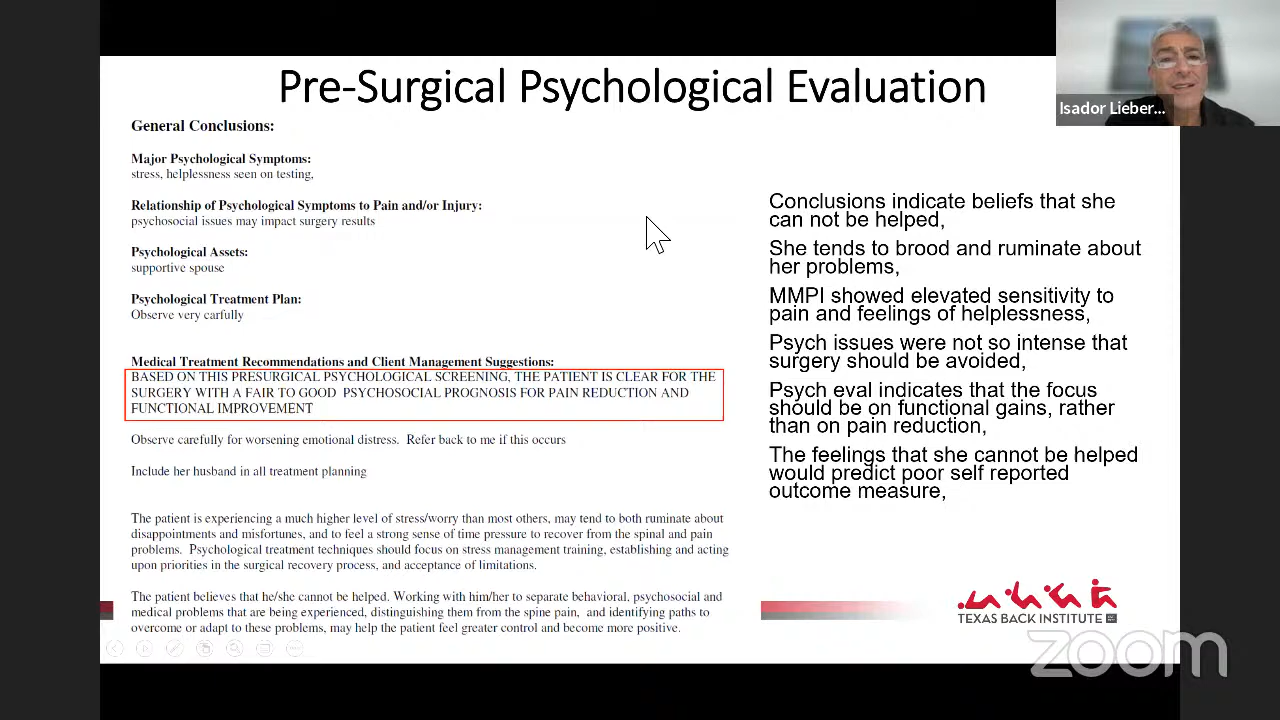 Pre-Surgical Psychological Evaluation
Isador Lieber...
General Conclusions:
Major Psychological Symptoms:
stress, helplessness seen on testing,
Relationship of Psychological Symptoms to Pain and/or Injury:
psychosocial issues may impact surgery results
Psychological Assets:
supportive spouse
Psychological Treatment Plan:
Observe very carfully
Medical Treatment Recommendations and Client Management Suggestions:
BASED ON THIS PRESURGICAL PSYCHOLOGICAL SCREENING, THE PATIENT IS CLEAR FOR THE
SURGERY WITH A FAIR TO GOOD PSYCHOSOCIAL PROGNOSIS FOR PAIN REDUCTION AND
FUNCTIONAL IMPROVEMENT
Observe carefully for worsening emotional distress. Refer back to me if this occurs
Include her husband in all treatment planning
The patient is experiencing a much higher level of stress/worry than most others, may tend to both ruminate about
disappointments and misfortunes, and to feel a strong sense of time pressure to recover from the spinal and pain
problems. Psychological treatment techniques should focus on stress management training, establishing and acting
upon priorities in the surgical recovery process, and acceptance of limitations.
The patient believes that he/she cannot be helped. Working with him/her to separate behavioral, psychosocial and
medical problems that are being experienced, distinguishing them from the spine pain, and identifying paths to
overcome or adapt to these problems, may help the patient feel greater control and become more positive.
Conclusions indicate beliefs that she
can not be helped,
She tends to brood and ruminate about
her problems,
MMPI showed elevated sensitivity to
pain and feelings of helplessness,
Psych issues were not so intense that
surgery should be avoided,
Psych eval indicates that the focus
should be on functional gains, rather
than on pain reduction,
The feelings that she cannot be helped
would predict poor self reported
outcome measure,
TEXAS BACK INSTITUTE
zoom